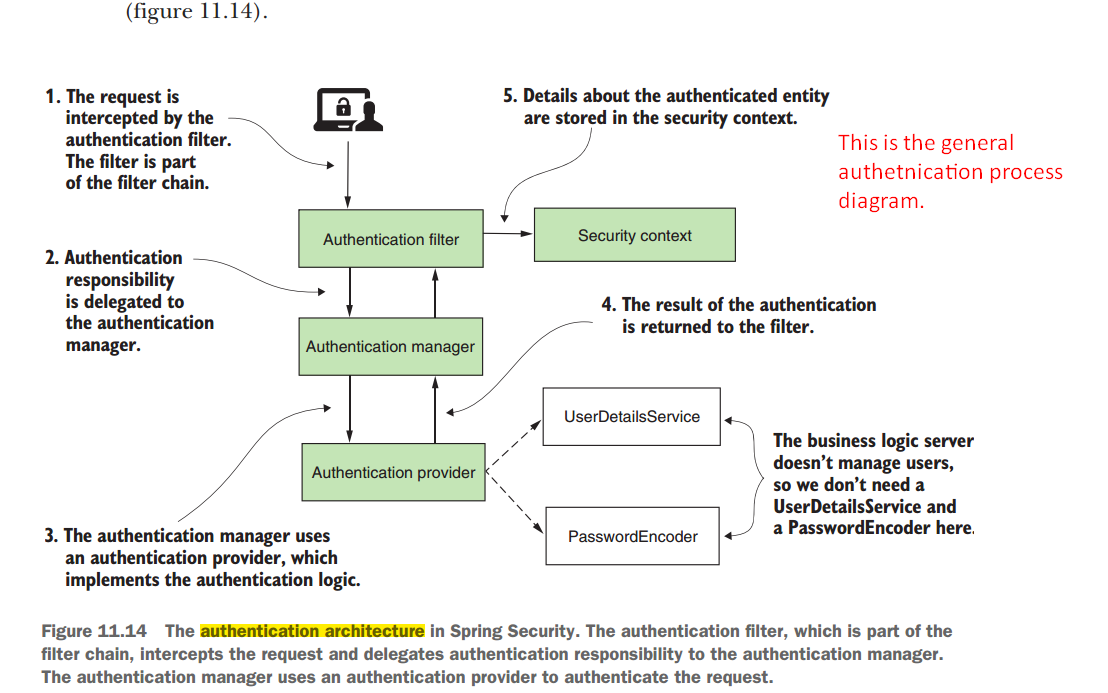 (figure 11.14).
1. The request is
intercepted by the
authentication filter.
The filter is part
of the filter chain.
5. Details about the authenticated entity
are stored in the security context.
This is the general
authetnication process
diagram.
Authentication filter
Security context
2. Authentication
responsibility
is delegated to
the authentication
manager.
4. The result of the authentication
is returned to the filter.
Authentication manager
UserDetailsService
Authentication provider
The business logic server
doesn't manage users,
so we don't need a
UserDetailsService and
a PasswordEncoder here.
PasswordEncoder
3. The authentication manager uses
an authentication provider, which
implements the authentication logic.
Figure 11.14 The authentication architecture in Spring Security. The authentication filter, which is part of the
filter chain, intercepts the request and delegates authentication responsibility to the authentication manager.
The authentication manager uses an authentication provider to authenticate the request.